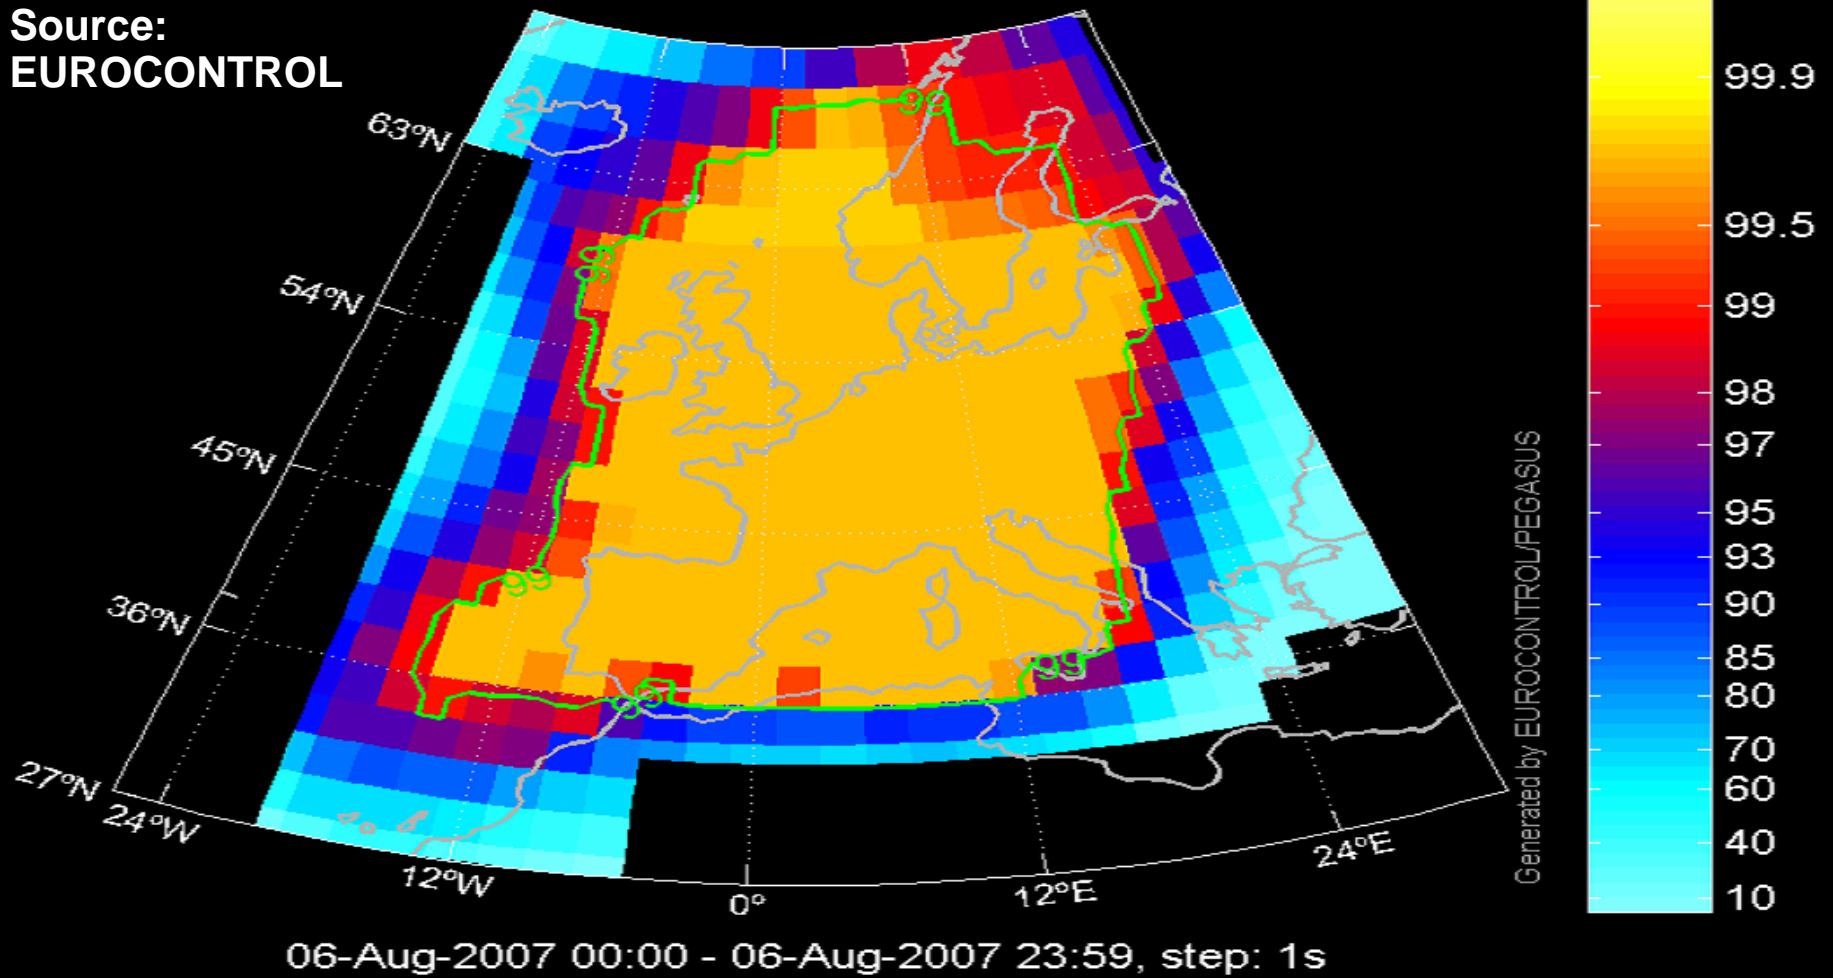 Source:
EUROCONTROL
63°N
54°N
45°N
36°N
27°N
24°W
12°W
0°
12°E
24°E
99
99
99
99
99
99.9
99.5
99
98
97
95
93
90
85
80
70
60
40
10
Generated by EUROCONTROL/PEGASUS
06-Aug-2007 00:00 - 06-Aug-2007 23:59, step: 1s